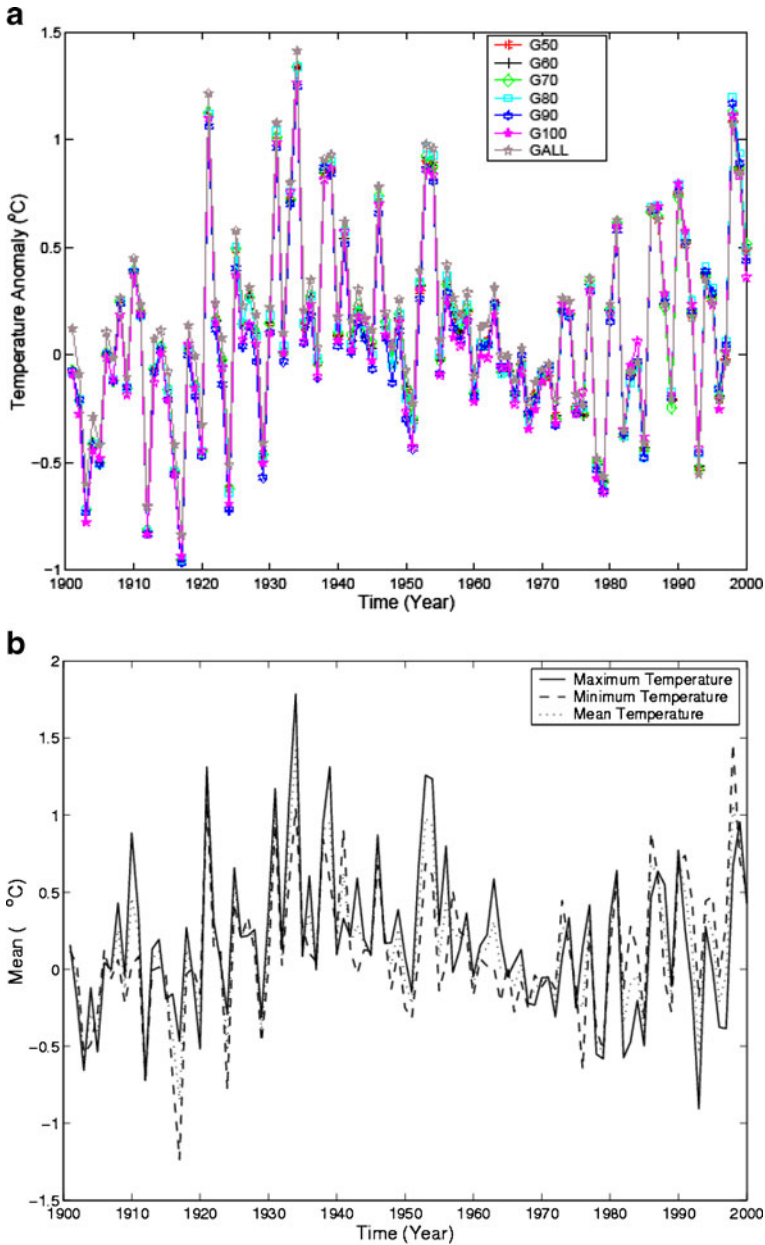 a
1.5
1
0.5
0
−0.5
−1
Temperature Anomaly (°C)
G50
G60
G70
G80
G90
G100
GALL
1900 1910 1920 1930 1940 1950 1960 1970 1980 1990 2000
Time (Year)
b
2
1.5
1
0.5
0
−0.5
−1
−1.5
Mean ( °C)
Maximum Temperature
Minimum Temperature
Mean Temperature
1900 1910 1920 1930 1940 1950 1960 1970 1980 1990 2000
Time (Year)